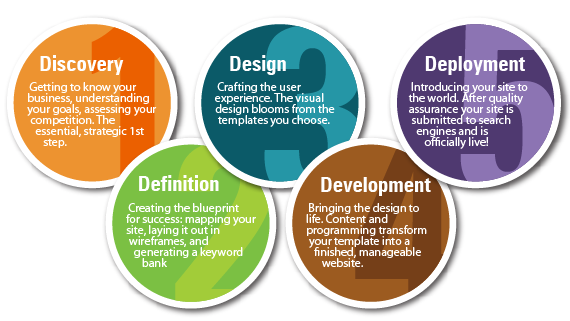 1
Discovery
Getting to know your
business, understanding
your goals, assessing your
competition. The
essential, strategic 1st
step.
2
Definition
Creating the blueprint
for success: mapping your
site, laying it out in
wireframes, and
generating a keyword
bank
3
Design
Crafting the user
experience. The visual
design blooms from the
templates you choose.
4
Development
Bringing the design to
life. Content and
programming transform
your template into a
finished, manageable
website.
5
Deployment
Introducing your site to
the world. After quality
assurance your site is
submitted to search
engines and is
officially live!